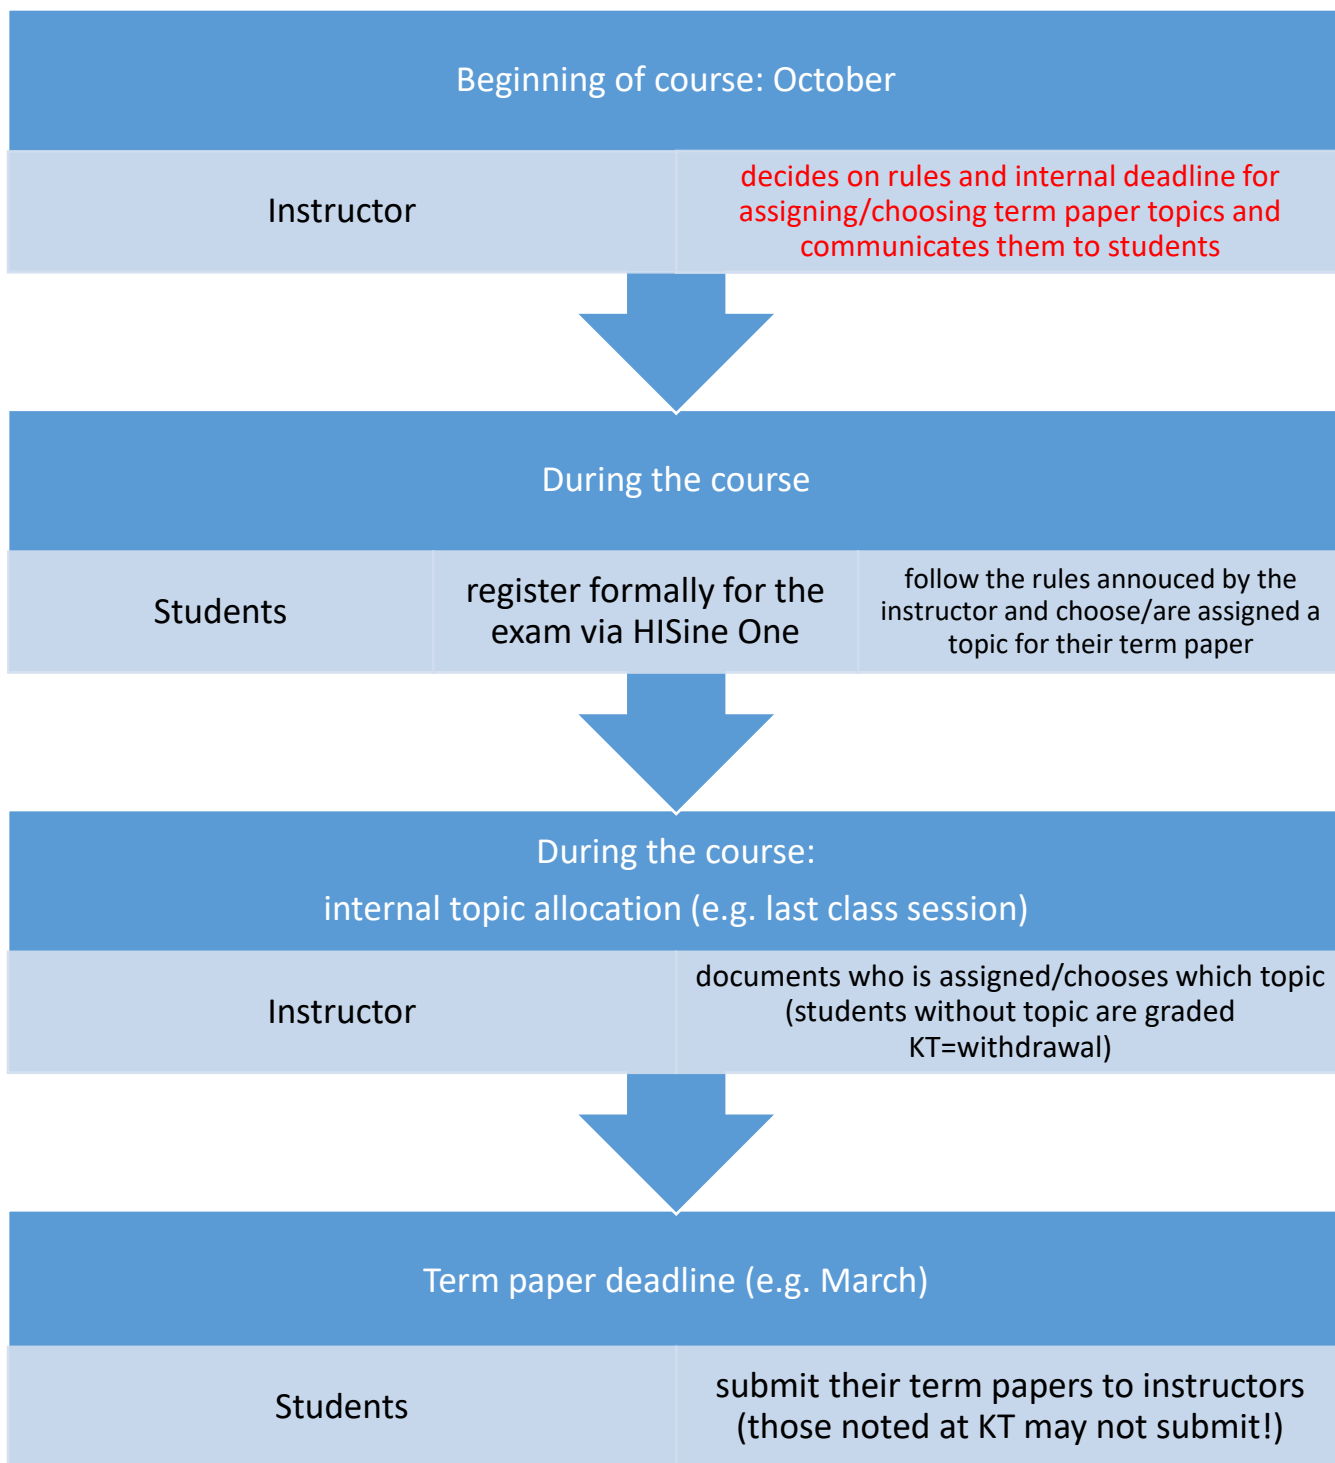 Beginning of course: October
Instructor
decides on rules and internal deadline for
assigning/choosing term paper topics and
communicates them to students
During the course
Students
register formally for the
exam via HISine One
follow the rules annouced by the
instructor and choose/are assigned a
topic for their term paper
During the course:
internal topic allocation (e.g. last class session)
Instructor
documents who is assigned/chooses which topic
(students without topic are graded
KT=withdrawal)
Term paper deadline (e.g. March)
Students
submit their term papers to instructors
(those noted at KT may not submit!)